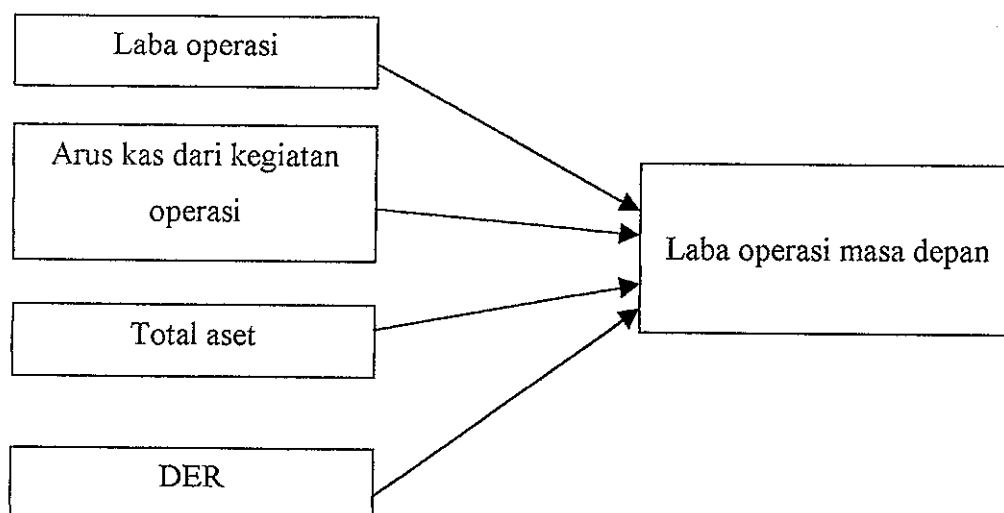 Laba operasi
Arus kas dari kegiatan
operasi
Total aset
DER
Laba operasi masa depan